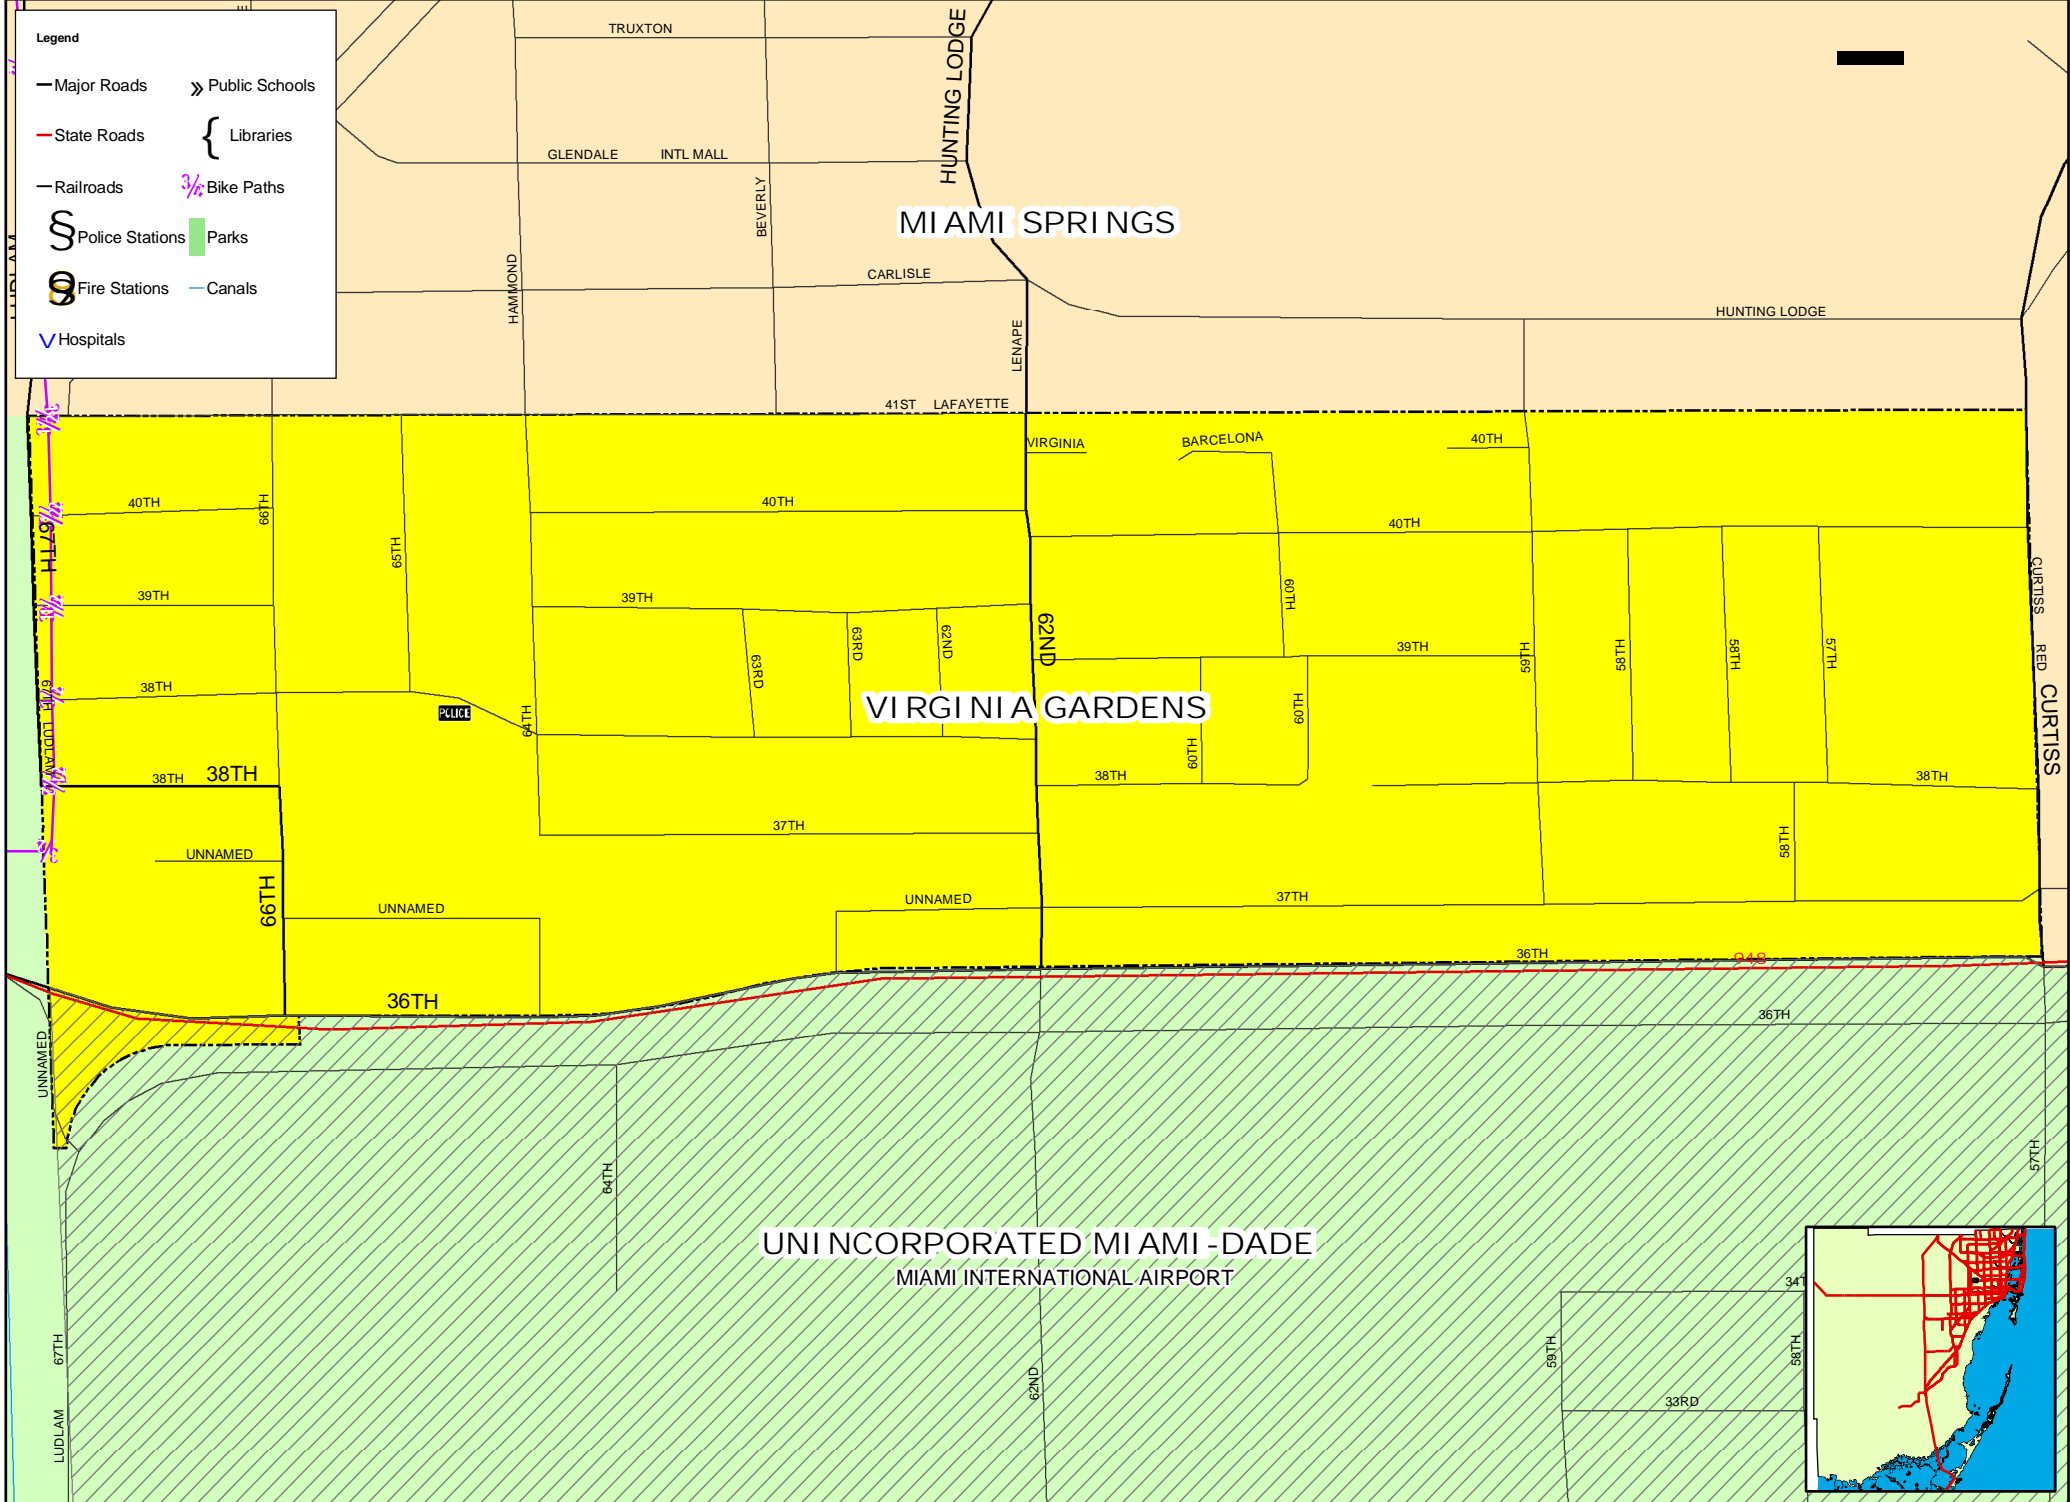 Legend
Major Roads
Public Schools
State Roads
Libraries
Railroads
Bike Paths
Police Stations
Parks
Fire Stations
Canals
Hospitals
TRUXTON
HUNTING LODGE
GLENDALE
INTL MALL
BEVERLY
MIAMI SPRINGS
HAMMOND
CARLISLE
HUNTING LODGE
LENAPE
41ST
LAFAYETTE
VIRGINIA
BARCELONA
40TH
40TH
66TH
40TH
40TH
67TH
65TH
39TH
39TH
60TH
CURTISS
63RD
63RD
62ND
62ND
39TH
59TH
58TH
58TH
57TH
RED
38TH
67TH
LUDLAM
POLICE
64TH
VIRGINIA GARDENS
60TH
60TH
CURTISS
38TH
38TH
38TH
38TH
37TH
58TH
UNNAMED
66TH
UNNAMED
UNNAMED
37TH
36TH
948
36TH
36TH
UNNAMED
64TH
57TH
UNINCORPORATED MIAMI-DADE
MIAMI INTERNATIONAL AIRPORT
67TH
62ND
59TH
58TH
33RD
LUDLAM